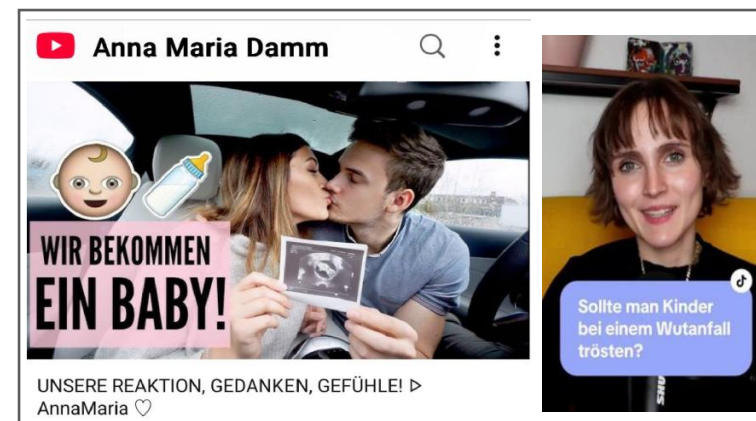 Anna Maria Damm
WIR BEKOMMEN
EIN BABY!
UNSERE REAKTION, GEDANKEN, GEFÜHLE! ▷
AnnaMaria ♡
Sollte man Kinder
bei einem Wutanfall
trösten?
SHU